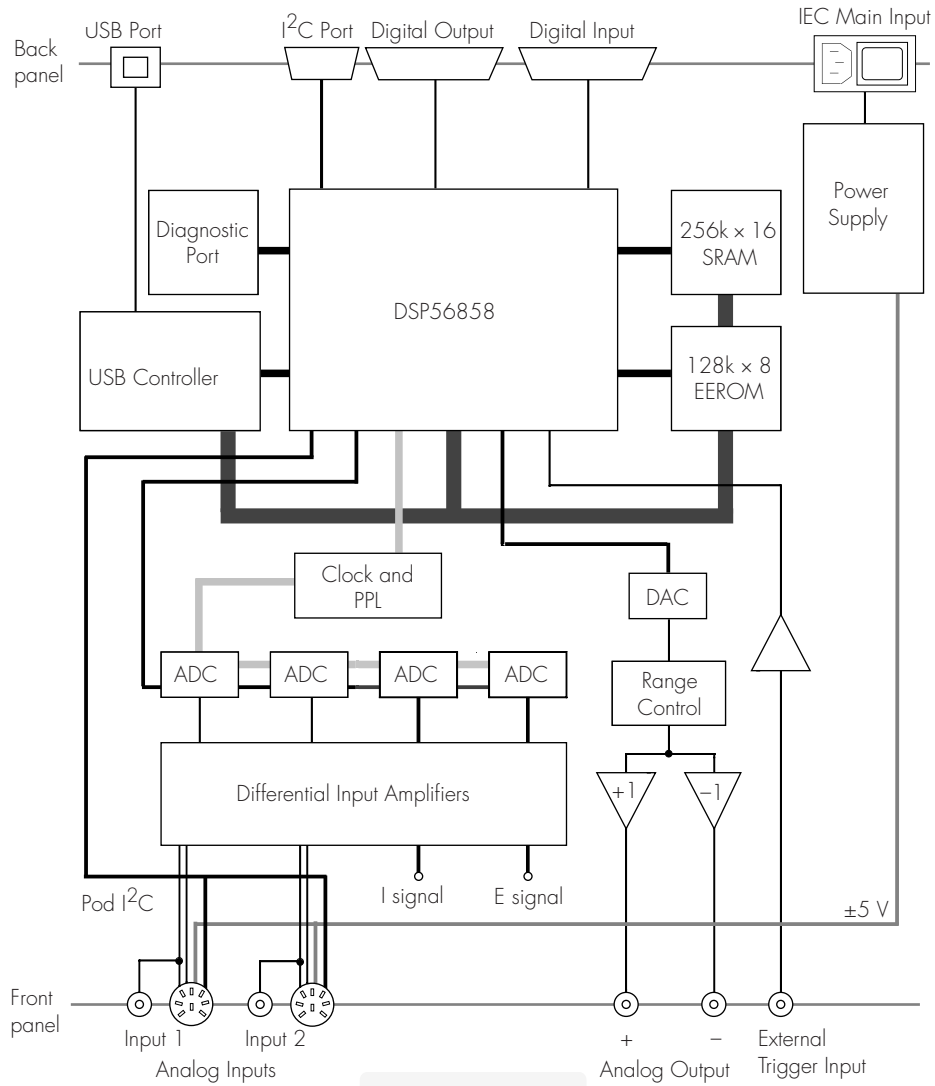 USB Port
I²C Port
Digital Output
Digital Input
IEC Main Input
Back
panel
Diagnostic
Port
DSP56858
256k × 16
SRAM
Power
Supply
USB Controller
128k × 8
EEROM
Clock and
PPL
DAC
ADC
ADC
ADC
ADC
Range
Control
Differential Input Amplifiers
+1
−1
Pod I²C
I signal
E signal
±5 V
Front
panel
Input 1
Input 2
Analog Inputs
+
−
Analog Output
External
Trigger Input